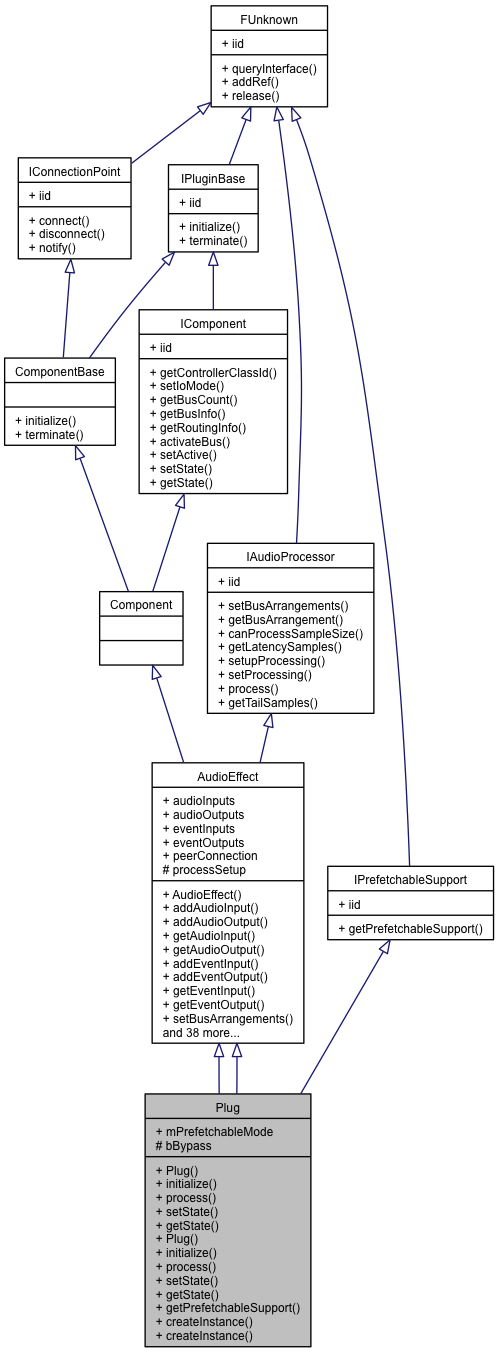 FUnknown
+ iid
+ queryInterface()
+ addRef()
+ release()
IConnectionPoint
+ iid
+ connect()
+ disconnect()
+ notify()
IPluginBase
+ iid
+ initialize()
+ terminate()
IComponent
+ iid
+ getControllerClassId()
+ setIoMode()
+ getBusCount()
+ getBusInfo()
+ getRoutingInfo()
+ activateBus()
+ setActive()
+ setState()
+ getState()
ComponentBase
+ initialize()
+ terminate()
IAudioProcessor
+ iid
+ setBusArrangements()
+ getBusArrangement()
+ canProcessSampleSize()
+ getLatencySamples()
+ setupProcessing()
+ setProcessing()
+ process()
+ getTailSamples()
Component
AudioEffect
+ audioInputs
+ audioOutputs
+ eventInputs
+ eventOutputs
+ peerConnection
# processSetup
+ AudioEffect()
+ addAudioInput()
+ addAudioOutput()
+ getAudioInput()
+ getAudioOutput()
+ addEventInput()
+ addEventOutput()
+ getEventInput()
+ getEventOutput()
+ setBusArrangements()
and 38 more...
IPrefetchableSupport
+ iid
+ getPrefetchableSupport()
Plug
+ mPrefetchableMode
# bBypass
+ Plug()
+ initialize()
+ process()
+ setState()
+ getState()
+ Plug()
+ initialize()
+ process()
+ setState()
+ getState()
+ getPrefetchableSupport()
+ createInstance()
+ createInstance()